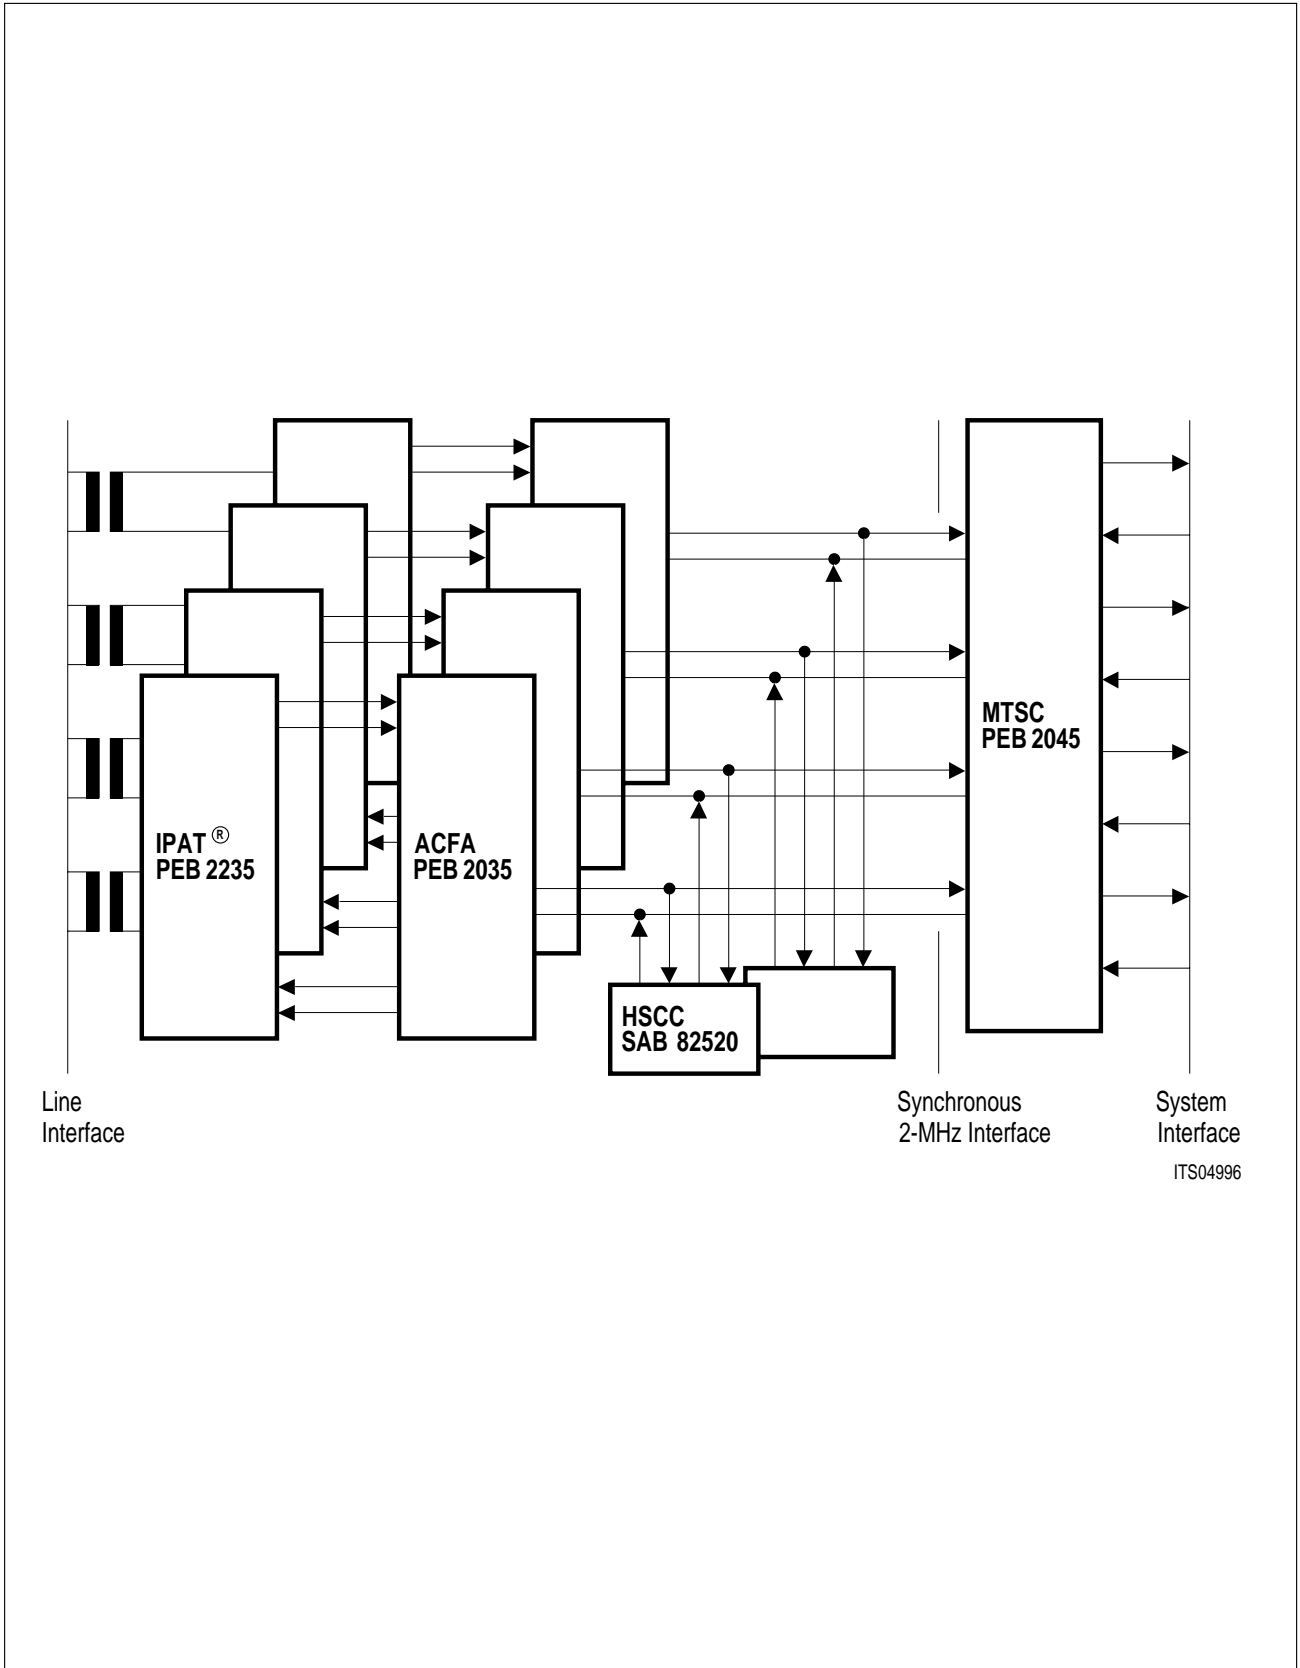 MTSC
PEB 2045
IPAT ®
PEB 2235
ACFA
PEB 2035
HSCC
SAB 82520
Line
Interface
Synchronous
2-MHz Interface
System
Interface
ITS04996